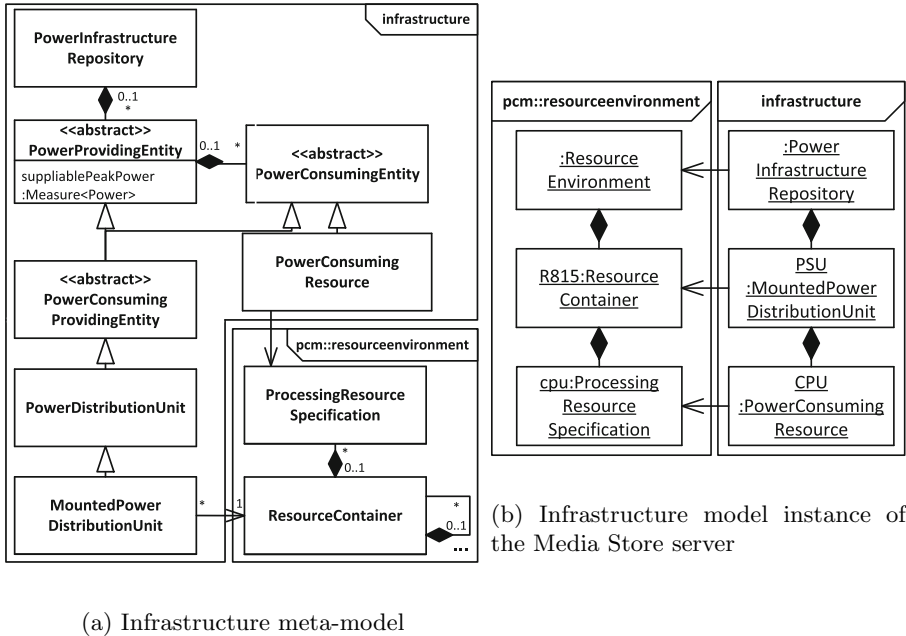 infrastructure
PowerInfrastructure
Repository
0..1
*
<<abstract>>
PowerProvidingEntity
suppliablePeakPower
:Measure<Power>
0..1
*
<<abstract>>
PowerConsumingEntity
PowerConsuming
Resource
<<abstract>>
PowerConsuming
ProvidingEntity
pcm::resourceenvironment
PowerDistributionUnit
ProcessingResource
Specification
*
0..1
MountedPower
DistributionUnit
*
1
ResourceContainer
*
0..1
...
(a) Infrastructure meta-model
pcm::resourceenvironment
infrastructure
:Resource
Environment
:Power
Infrastructure
Repository
R815:Resource
Container
PSU
:MountedPower
DistributionUnit
cpu:Processing
Resource
Specification
CPU
:PowerConsuming
Resource
(b) Infrastructure model instance of
the Media Store server